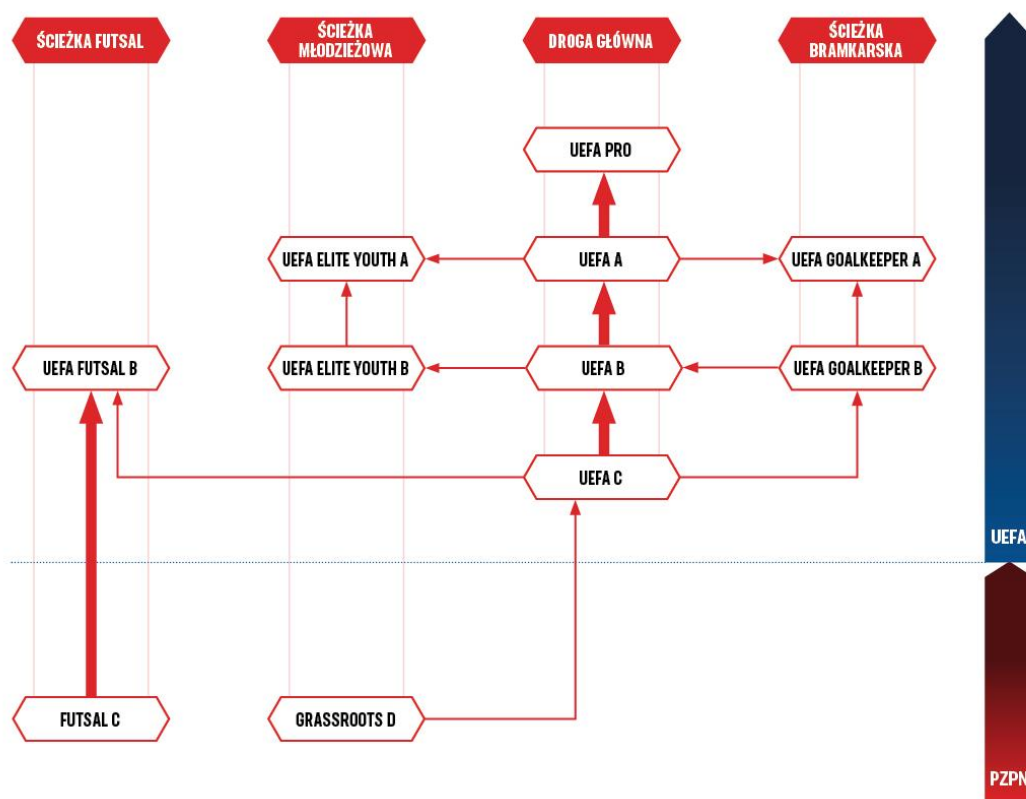 ŚCIEŻKA FUTSAL
ŚCIEŻKA
MŁODZIEŻOWA
DROGA GŁÓWNA
ŚCIEŻKA
BRAMKARSKA
UEFA PRO
UEFA ELITE YOUTH A
UEFA A
UEFA GOALKEEPER A
UEFA FUTSAL B
UEFA ELITE YOUTH B
UEFA B
UEFA GOALKEEPER B
UEFA C
UEFA
FUTSAL C
GRASSROOTS D
PZPN